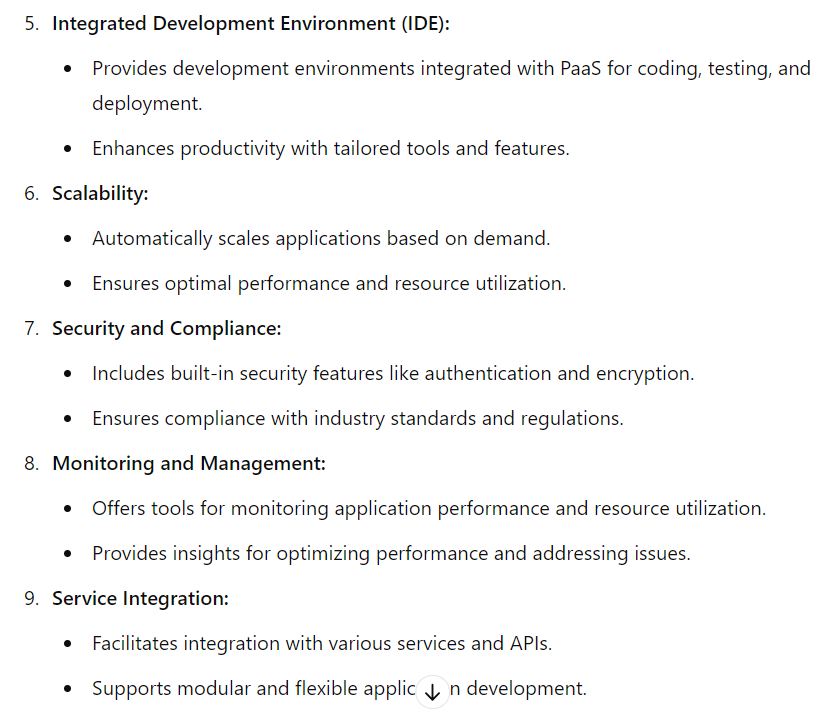 5. Integrated Development Environment (IDE):
• Provides development environments integrated with PaaS for coding, testing, and
deployment.
• Enhances productivity with tailored tools and features.
6. Scalability:
• Automatically scales applications based on demand.
• Ensures optimal performance and resource utilization.
7. Security and Compliance:
• Includes built-in security features like authentication and encryption.
• Ensures compliance with industry standards and regulations.
8. Monitoring and Management:
• Offers tools for monitoring application performance and resource utilization.
• Provides insights for optimizing performance and addressing issues.
9. Service Integration:
• Facilitates integration with various services and APIs.
• Supports modular and flexible development.